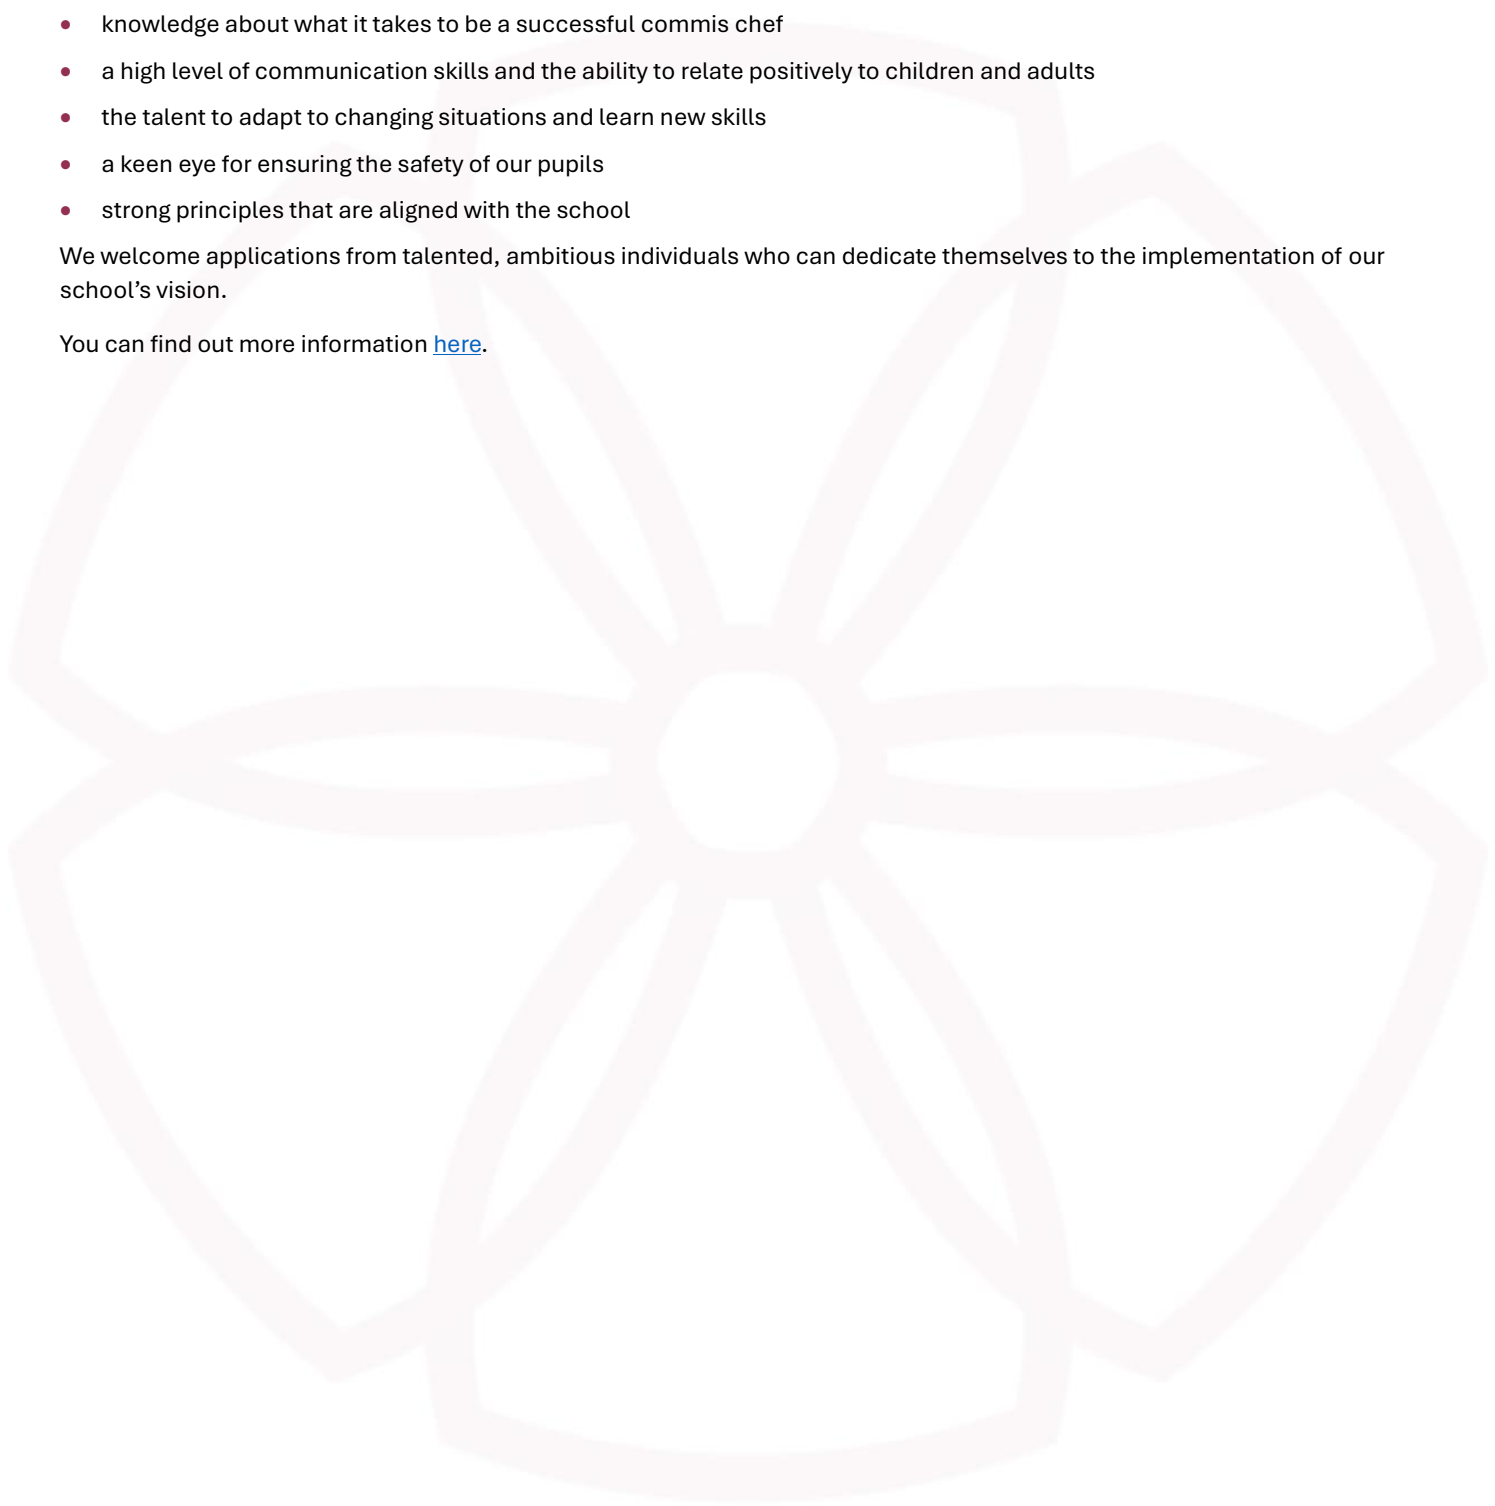 • knowledge about what it takes to be a successful commis chef
• a high level of communication skills and the ability to relate positively to children and adults
• the talent to adapt to changing situations and learn new skills
• a keen eye for ensuring the safety of our pupils
• strong principles that are aligned with the school
We welcome applications from talented, ambitious individuals who can dedicate themselves to the implementation of our
school’s vision.
You can find out more information here.